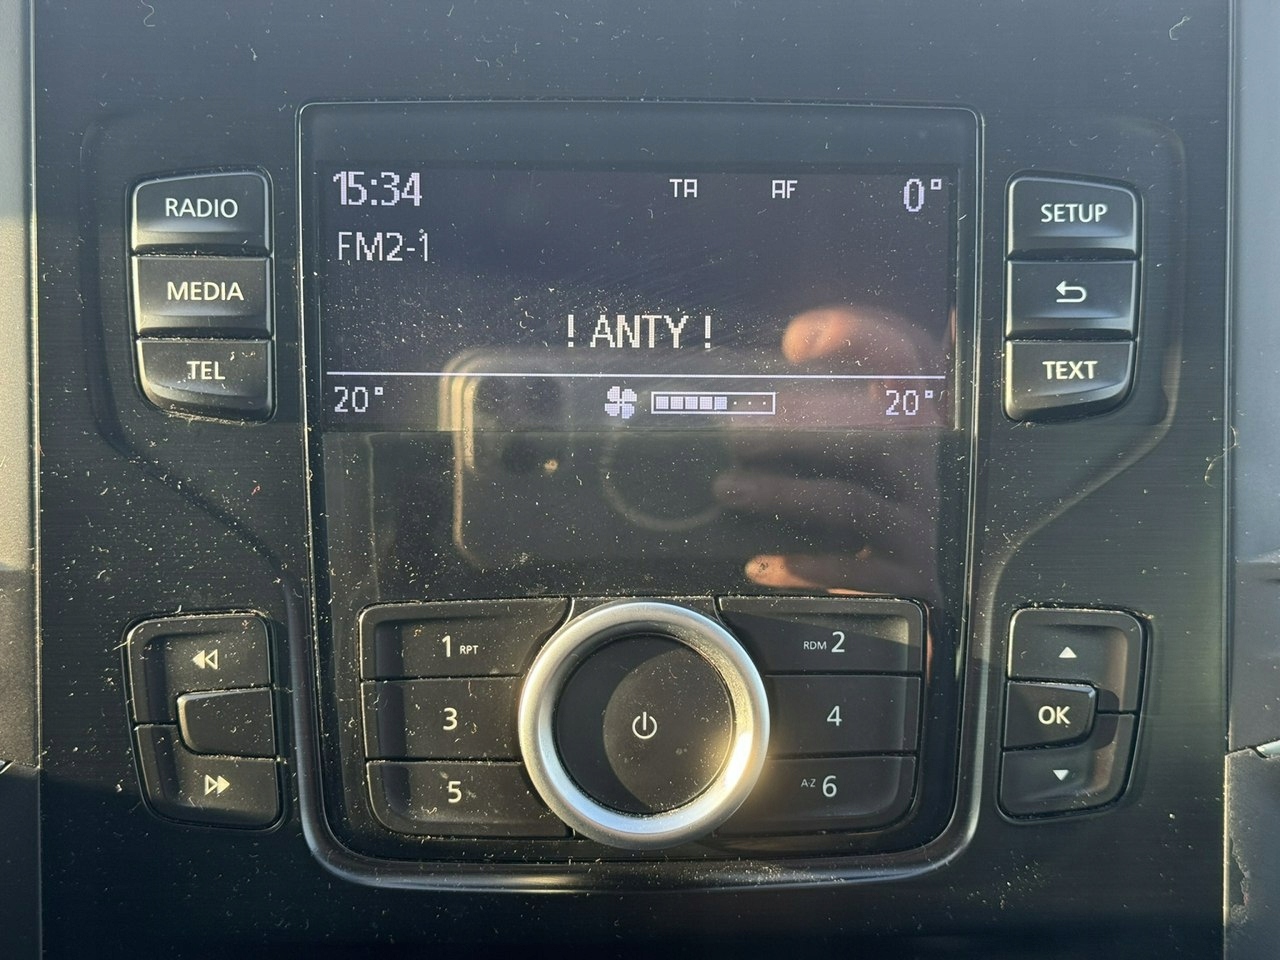 RADIO
MEDIA
TEL
15:34 TA AF 0°
FM2-1
! ANTY !
20° 20°
SETUP
TEXT
1 RPT
RDM 2
3
4
5
A-Z 6
OK